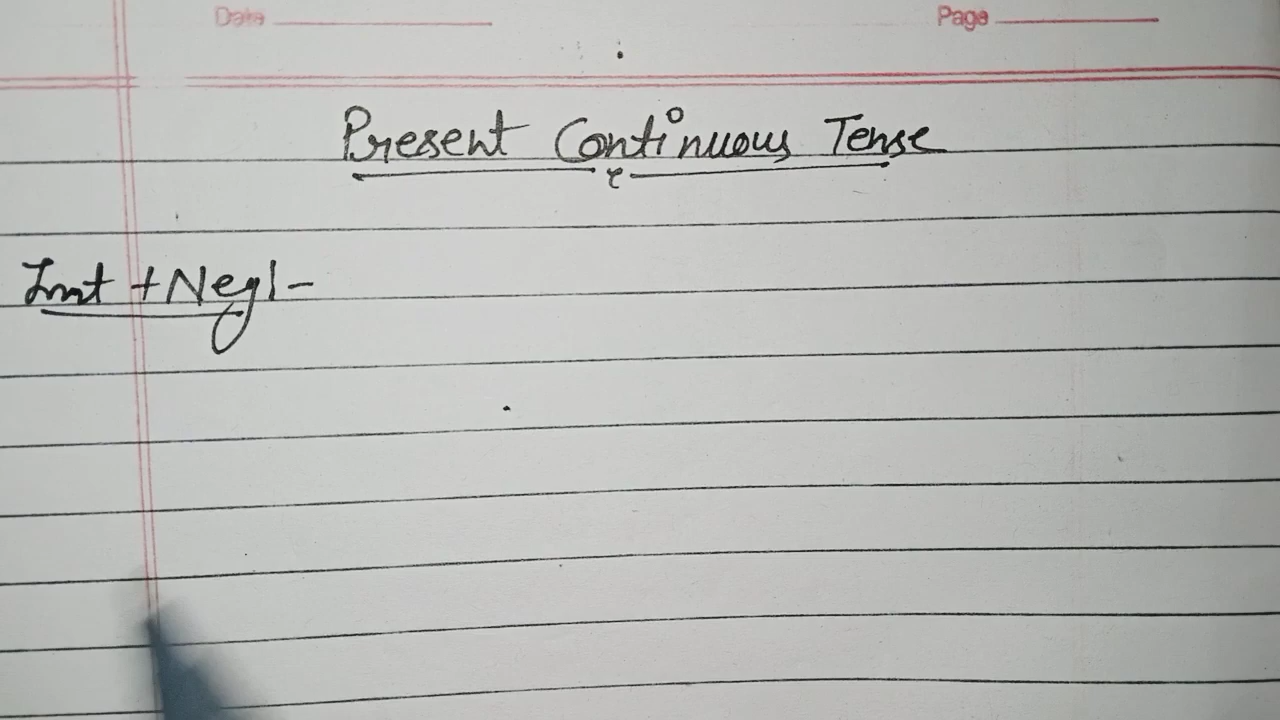 Date Page
Present Continuous Tense
Int + Neg :-